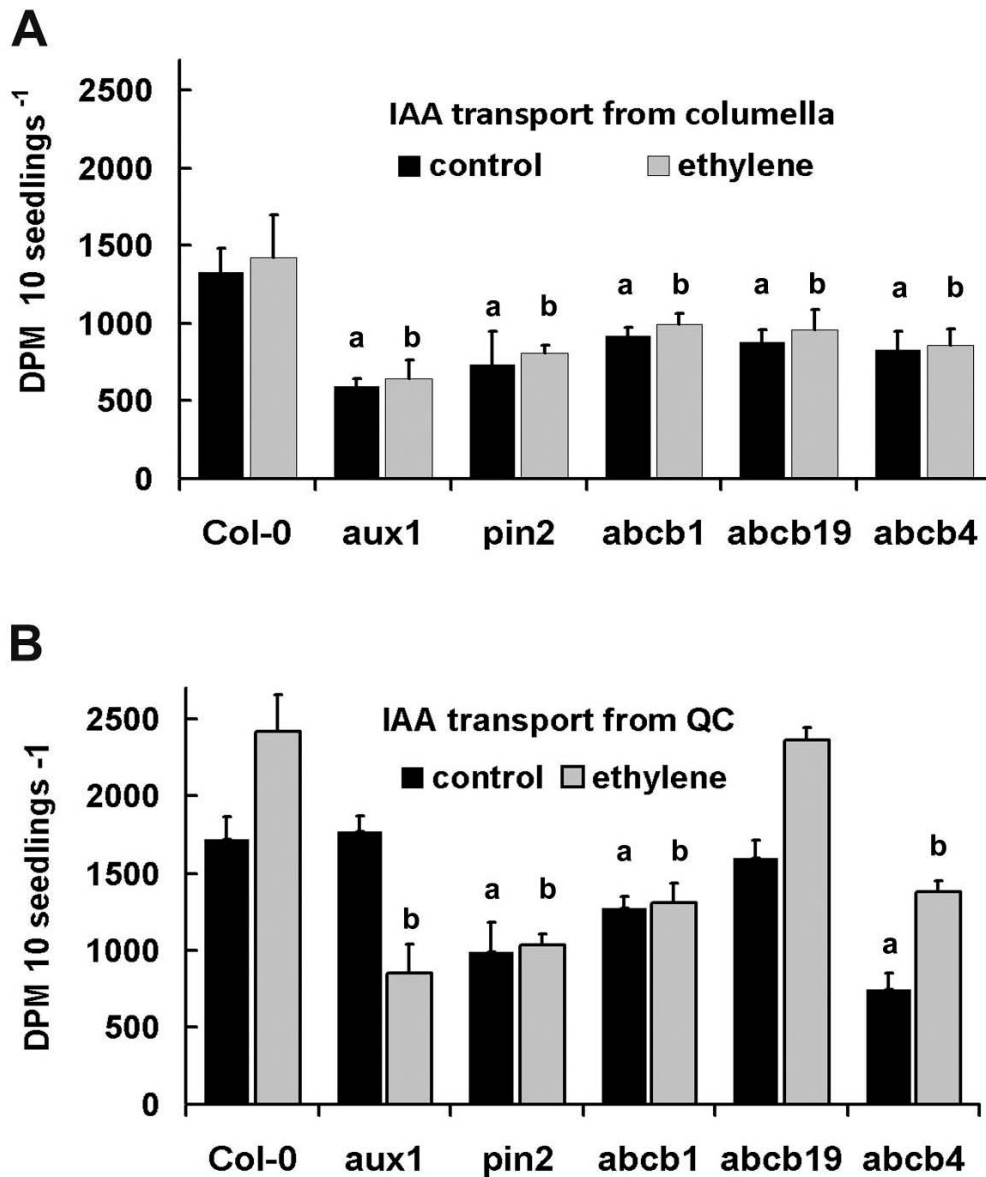 A
2500
IAA transport from columella
2000
control ethylene
DPM 10 seedlings -1
1500
a b a b a b a b a b
1000
500
0
Col-0 aux1 pin2 abcb1 abcb19 abcb4
B
2500
IAA transport from QC
control ethylene
DPM 10 seedlings -1
2000
1500
a b a b b
b a
1000
500
0
Col-0 aux1 pin2 abcb1 abcb19 abcb4